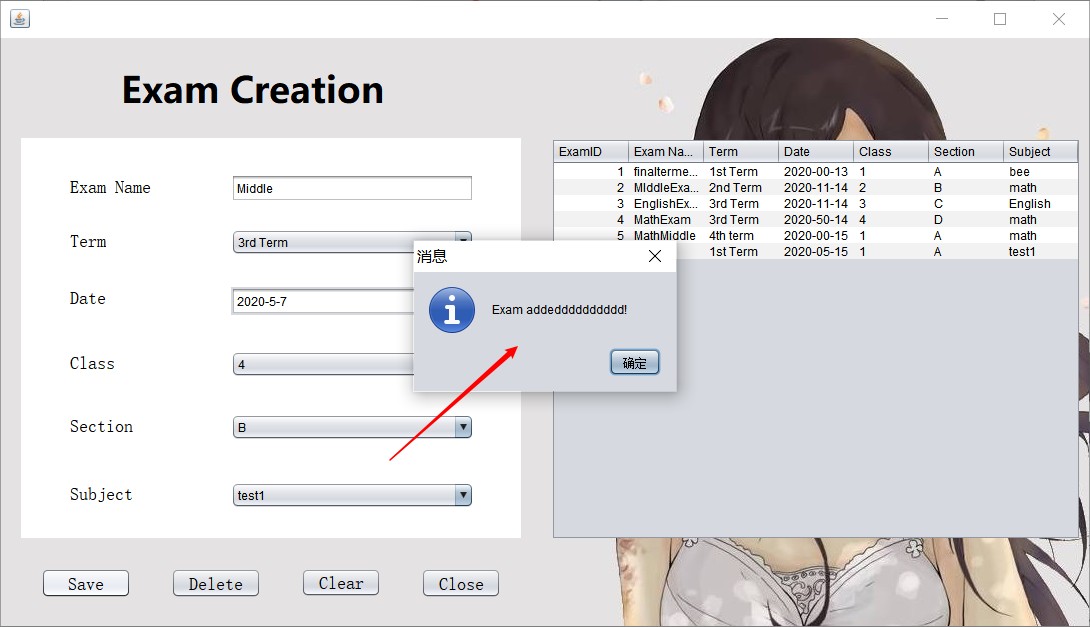 Exam Creation
Exam Name Middle
Term 3rd Term
Date 2020-5-7
Class 4
Section B
Subject test1
Save Delete Clear Close
ExamID Exam Na... Term Date Class Section Subject
1 finalterme... 1st Term 2020-00-13 1 A bee
2 MIddleExa... 2nd Term 2020-11-14 2 B math
3 EnglishEx... 3rd Term 2020-11-14 3 C English
4 MathExam 3rd Term 2020-50-14 4 D math
5 MathMiddle 4th term 2020-00-15 1 A math
1st Term 2020-05-15 1 A test1
消息
Exam addedddddddddd!
确定